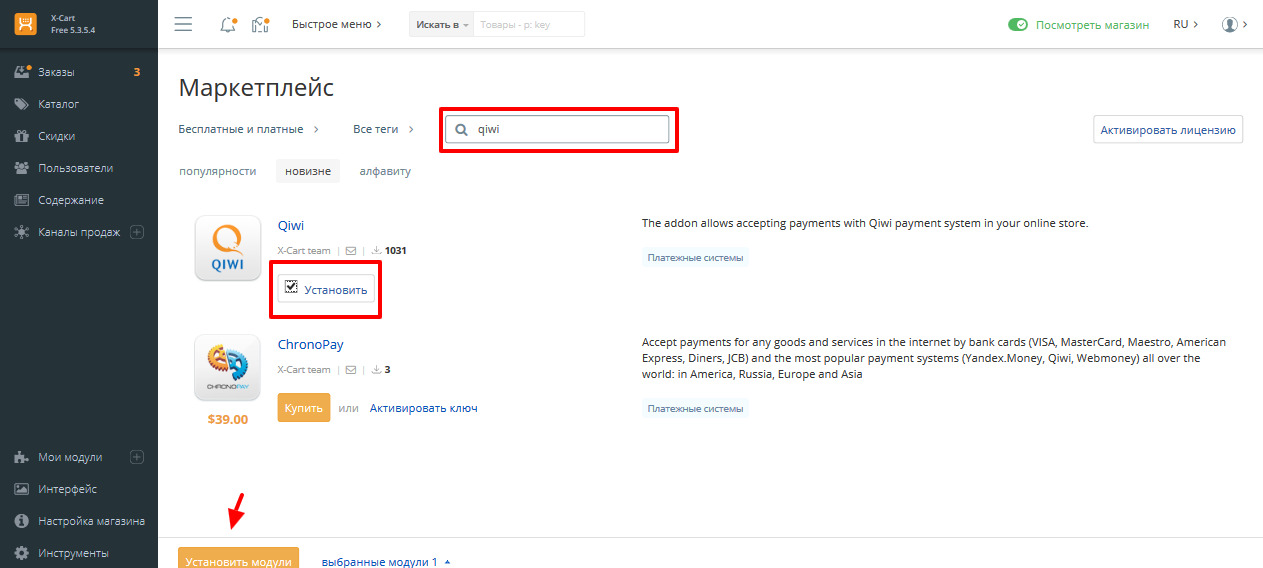 X-Cart
Free 5.3.5.4
Быстрое меню
Искать в
Товары - p: key
Посмотреть магазин
RU
Заказы 3
Каталог
Скидки
Пользователи
Содержание
Каналы продаж
Мои модули
Интерфейс
Настройка магазина
Инструменты
Маркетплейс
Бесплатные и платные
Все теги
qiwi
Активировать лицензию
популярности
новизне
алфавиту
QIWI
Qiwi
X-Cart team | | 1031
Установить
The addon allows accepting payments with Qiwi payment system in your online store.
Платежные системы
CHRONOPAY
$39.00
ChronoPay
X-Cart team | | 3
Купить или Активировать ключ
Accept payments for any goods and services in the internet by bank cards (VISA, MasterCard, Maestro, American
Express, Diners, JCB) and the most popular payment systems (Yandex.Money, Qiwi, Webmoney) all over the
world: in America, Russia, Europe and Asia
Платежные системы
Установить модули
выбранные модули 1